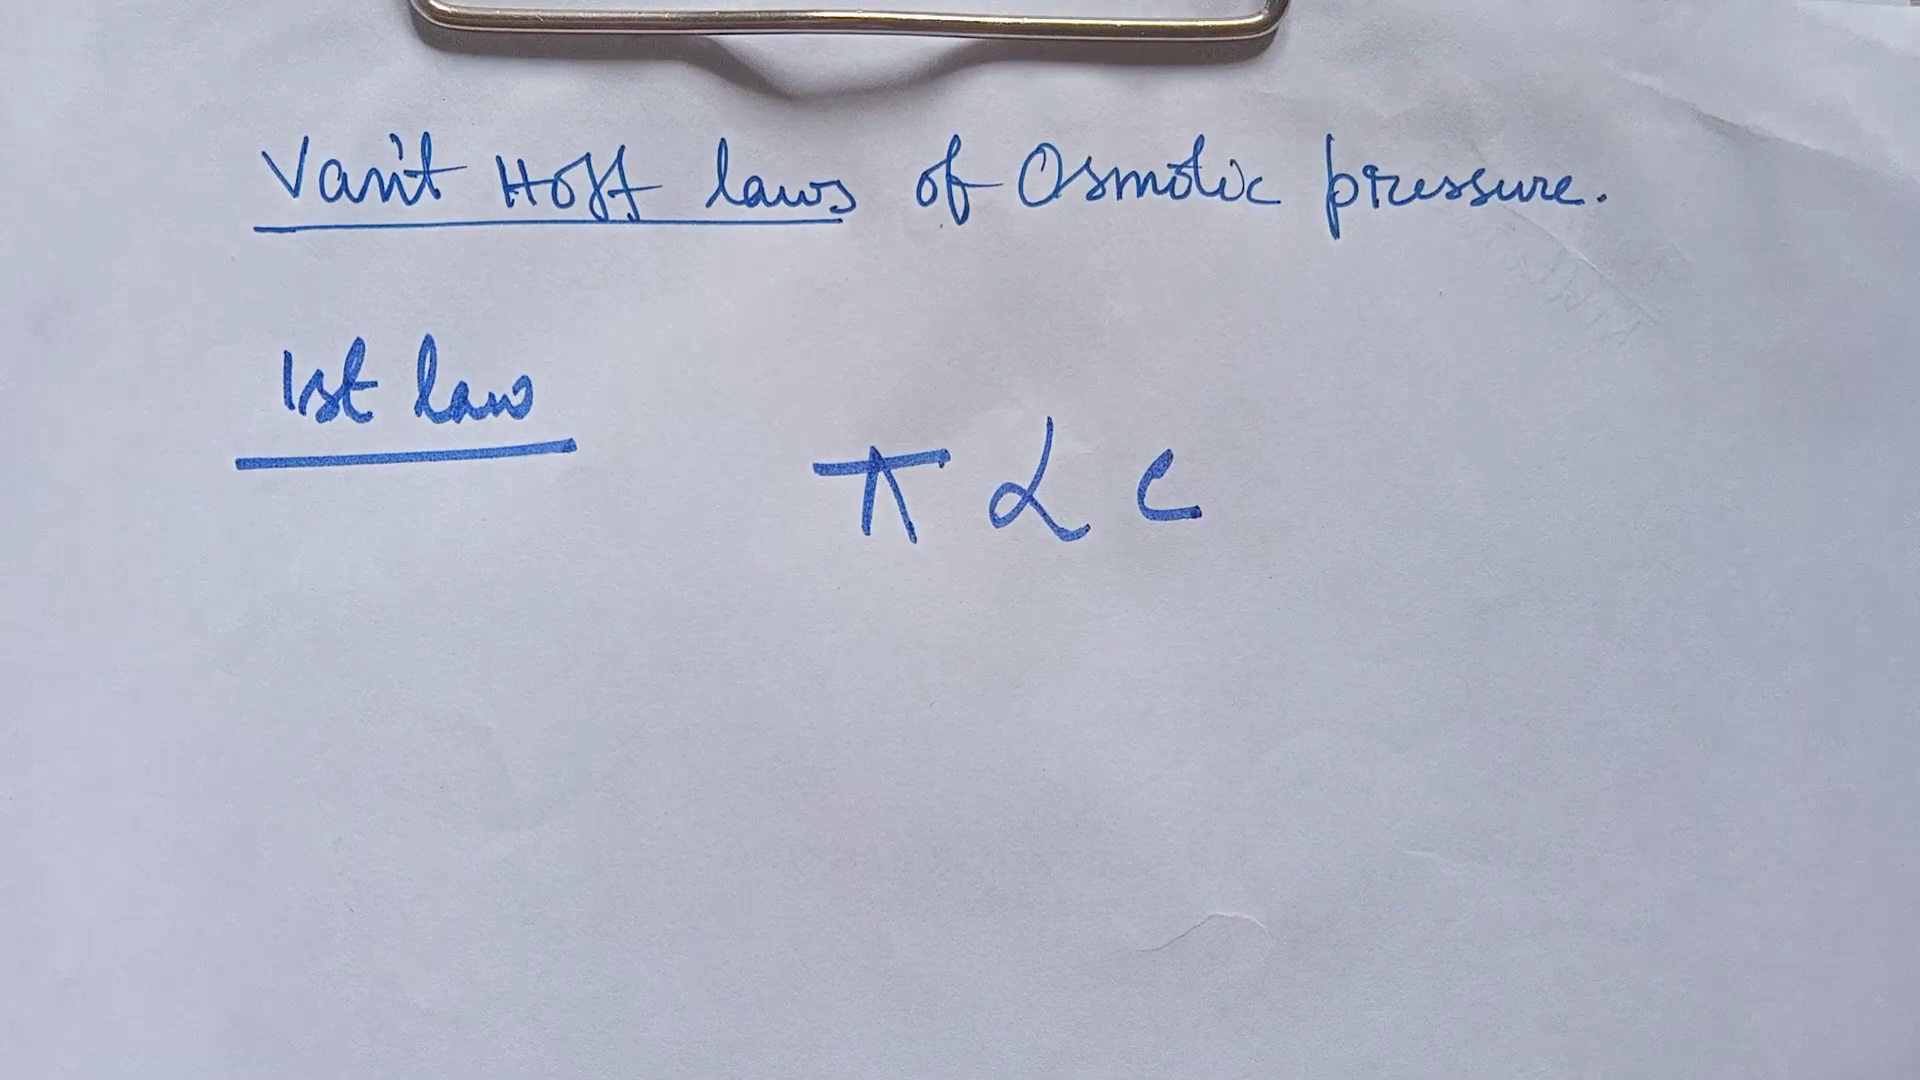 Van't Hoff laws of Osmotic pressure.
1st law
π α c